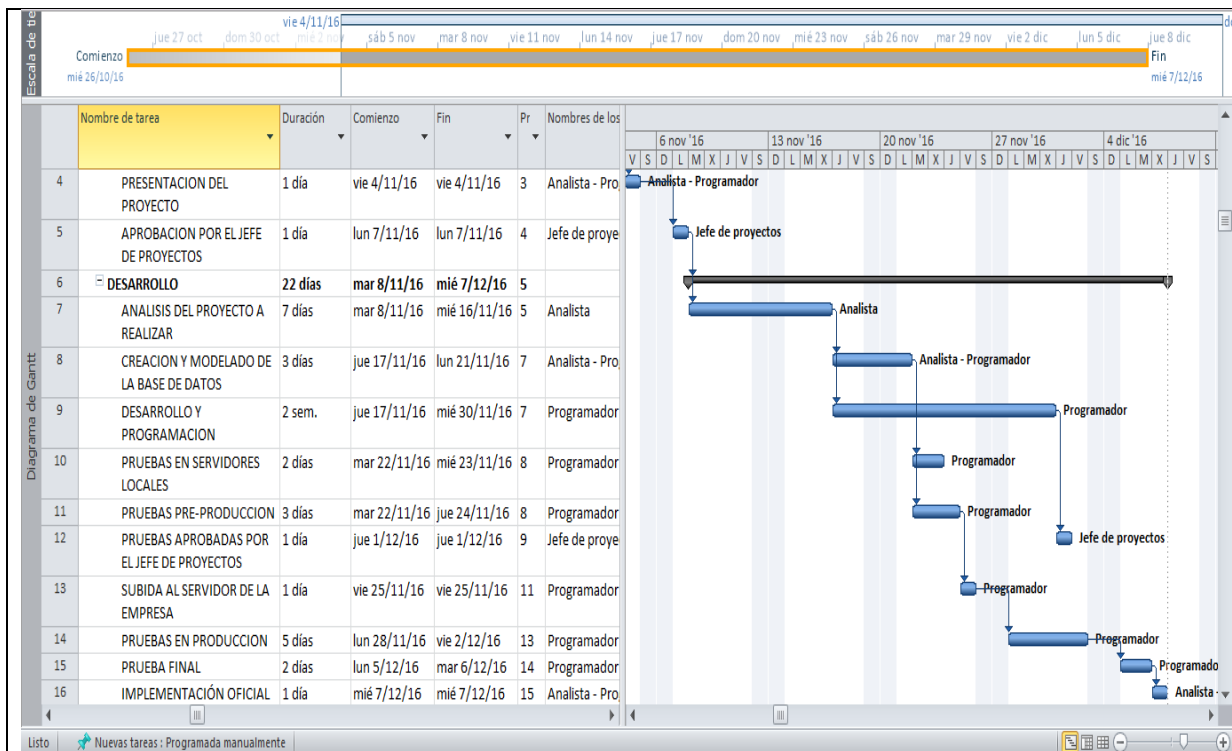 Escala de tie
vie 4/11/16
jue 27 oct dom 30 oct mié 2 nov sáb 5 nov mar 8 nov vie 11 nov lun 14 nov jue 17 nov dom 20 nov mié 23 nov sáb 26 nov mar 29 nov vie 2 dic lun 5 dic jue 8 dic
Comienzo
mié 26/10/16
Fin
mié 7/12/16
Diagrama de Gantt
Nombre de tarea Duración Comienzo Fin Pr Nombres de los
6 nov '16 13 nov '16 20 nov '16 27 nov '16 4 dic '16
V S D L M X J V S D L M X J V S D L M X J V S D L M X J V S D L M X J V S
4 PRESENTACION DEL 1 día vie 4/11/16 vie 4/11/16 3 Analista - Pro Analista - Programador
PROYECTO
5 APROBACION POR EL JEFE 1 día lun 7/11/16 lun 7/11/16 4 Jefe de proye Jefe de proyectos
DE PROYECTOS
6 DESARROLLO 22 días mar 8/11/16 mié 7/12/16 5
7 ANALISIS DEL PROYECTO A 7 días mar 8/11/16 mié 16/11/16 5 Analista Analista
REALIZAR
8 CREACION Y MODELADO DE 3 días jue 17/11/16 lun 21/11/16 7 Analista - Pro Analista - Programador
LA BASE DE DATOS
9 DESARROLLO Y 2 sem. jue 17/11/16 mié 30/11/16 7 Programador Programador
PROGRAMACION
10 PRUEBAS EN SERVIDORES 2 días mar 22/11/16 mié 23/11/16 8 Programador Programador
LOCALES
11 PRUEBAS PRE-PRODUCCION 3 días mar 22/11/16 jue 24/11/16 8 Programador Programador
12 PRUEBAS APROBADAS POR 1 día jue 1/12/16 jue 1/12/16 9 Jefe de proye Jefe de proyectos
EL JEFE DE PROYECTOS
13 SUBIDA AL SERVIDOR DE LA 1 día vie 25/11/16 vie 25/11/16 11 Programador Programador
EMPRESA
14 PRUEBAS EN PRODUCCION 5 días lun 28/11/16 vie 2/12/16 13 Programador Programador
15 PRUEBA FINAL 2 días lun 5/12/16 mar 6/12/16 14 Programador Programado
16 IMPLEMENTACIÓN OFICIAL 1 día mié 7/12/16 mié 7/12/16 15 Analista - Pro Analista -
Listo Nuevas tareas : Programada manualmente